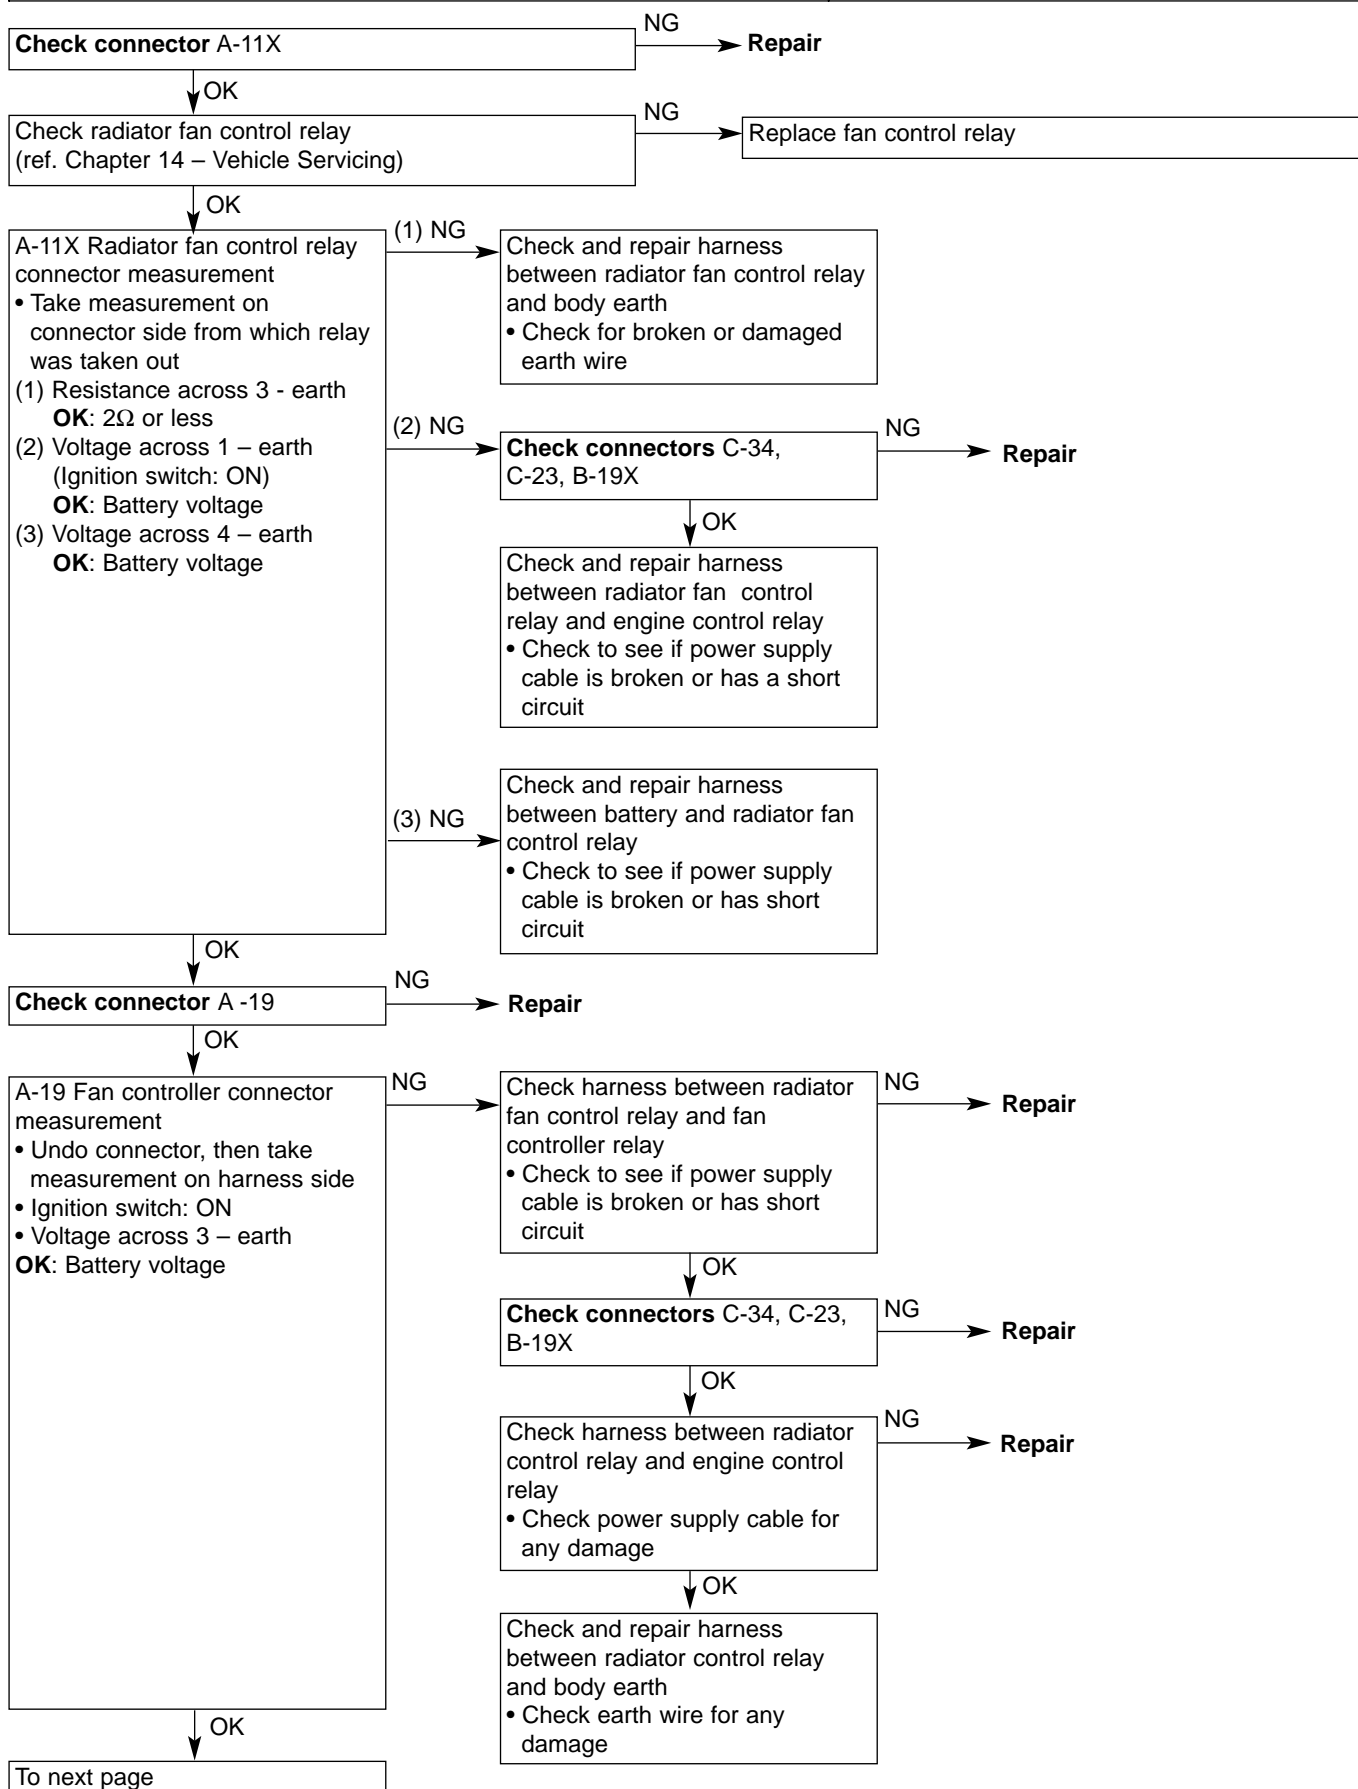 Check connector A-11X
NG
Repair
OK
Check radiator fan control relay
(ref. Chapter 14 – Vehicle Servicing)
NG
Replace fan control relay
OK
A-11X Radiator fan control relay
connector measurement
• Take measurement on
connector side from which relay
was taken out
(1) Resistance across 3 - earth
OK: 2Ω or less
(2) Voltage across 1 – earth
(Ignition switch: ON)
OK: Battery voltage
(3) Voltage across 4 – earth
OK: Battery voltage
(1) NG
Check and repair harness
between radiator fan control relay
and body earth
• Check for broken or damaged
earth wire
(2) NG
Check connectors C-34,
C-23, B-19X
NG
Repair
OK
Check and repair harness
between radiator fan control
relay and engine control relay
• Check to see if power supply
cable is broken or has a short
circuit
(3) NG
Check and repair harness
between battery and radiator fan
control relay
• Check to see if power supply
cable is broken or has short
circuit
OK
Check connector A -19
NG
Repair
OK
A-19 Fan controller connector
measurement
• Undo connector, then take
measurement on harness side
• Ignition switch: ON
• Voltage across 3 – earth
OK: Battery voltage
NG
Check harness between radiator
fan control relay and fan
controller relay
• Check to see if power supply
cable is broken or has short
circuit
NG
Repair
OK
Check connectors C-34, C-23,
B-19X
NG
Repair
OK
Check harness between radiator
control relay and engine control
relay
• Check power supply cable for
any damage
NG
Repair
OK
Check and repair harness
between radiator control relay
and body earth
• Check earth wire for any
damage
OK
To next page